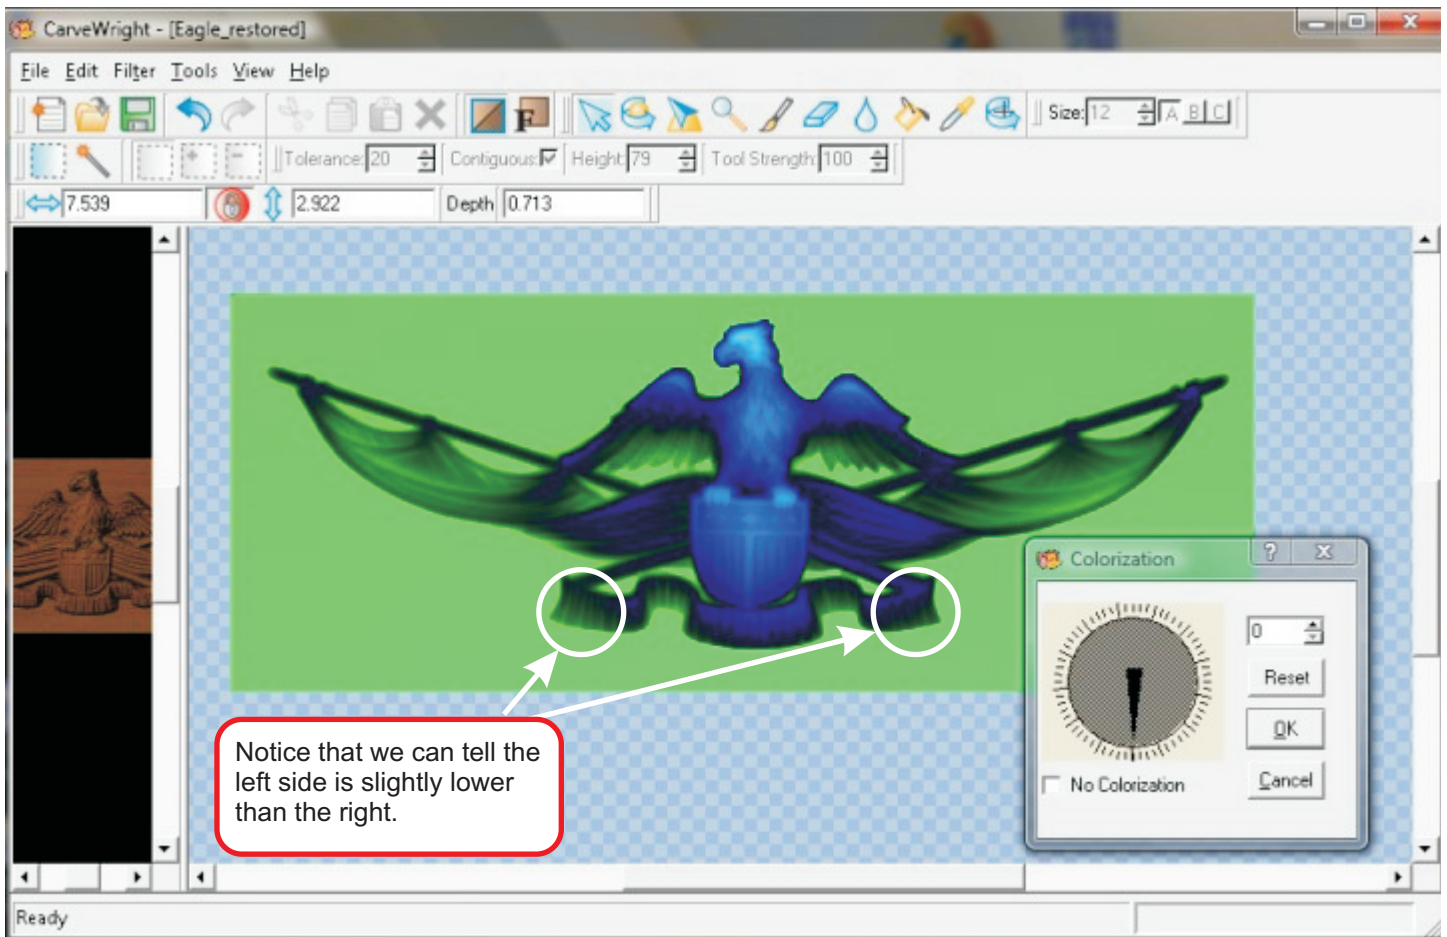 CarveWright - [Eagle_restored]
File Edit Filter Tools View Help
F Size: 12 A B C
Tolerance: 20 Contiguous: Height: 79 Tool Strength: 100
7.539 2.922 Depth 0.713
Colorization
0
Reset
OK
No Colorization Cancel
Notice that we can tell the
left side is slightly lower
than the right.
Ready